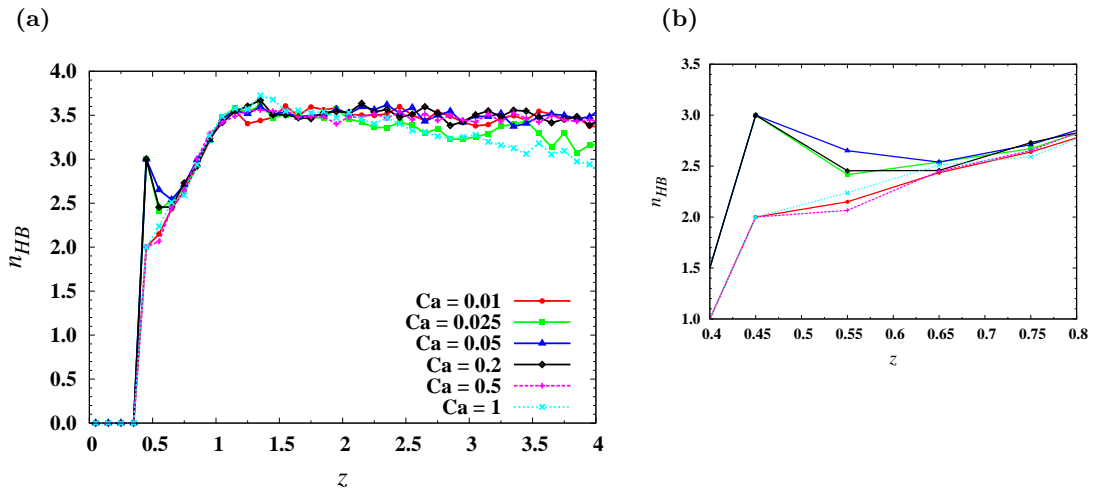 (a)
(b)
4.0
3.5
3.0
2.5
2.0
1.5
1.0
0.5
0.0
n_HB
0 0.5 1 1.5 2 2.5 3 3.5 4
z
Ca = 0.01
Ca = 0.025
Ca = 0.05
Ca = 0.2
Ca = 0.5
Ca = 1
3.5
3.0
2.5
2.0
1.5
1.0
n_HB
0.4 0.45 0.5 0.55 0.6 0.65 0.7 0.75 0.8
z